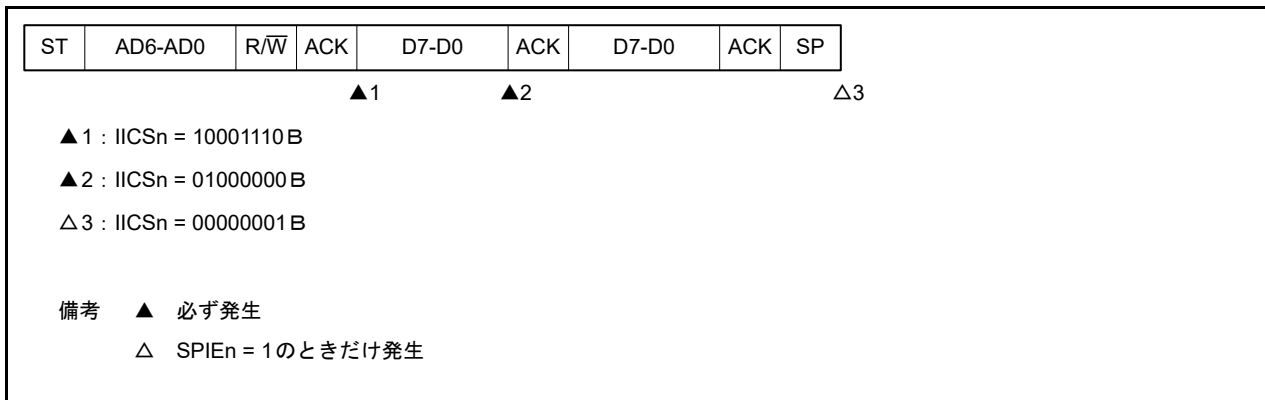 ST AD6-AD0 R/W̅ ACK D7-D0 ACK D7-D0 ACK SP
▲1 ▲2 △3
▲1：IICSn = 10001110B
▲2：IICSn = 01000000B
△3：IICSn = 00000001B
備考 ▲ 必ず発生
△ SPIEn = 1のときだけ発生